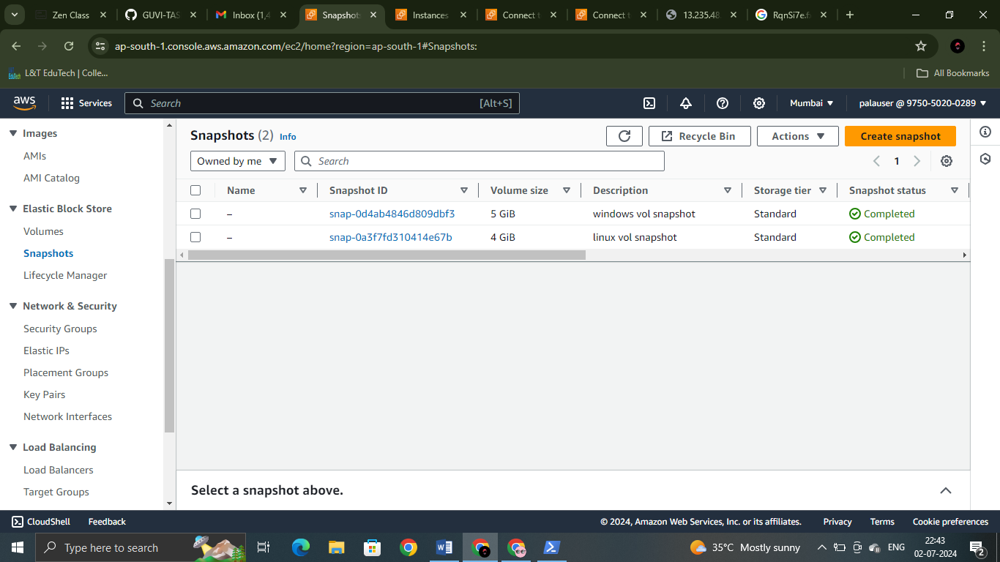 Zen Class
GUVI-TAS
Inbox (1,4
Snapshots
Instances
Connect t
Connect t
13.235.48
RqnSi7e.f
ap-south-1.console.aws.amazon.com/ec2/home?region=ap-south-1#Snapshots:
L&T EduTech | Colle...
All Bookmarks
aws
Services
Search
[Alt+S]
Mumbai
palauser @ 9750-5020-0289
Images
AMIs
AMI Catalog
Elastic Block Store
Volumes
Snapshots
Lifecycle Manager
Network & Security
Security Groups
Elastic IPs
Placement Groups
Key Pairs
Network Interfaces
Load Balancing
Load Balancers
Target Groups
Snapshots (2) Info
Recycle Bin
Actions
Create snapshot
Owned by me
Search
1
Name Snapshot ID Volume size Description Storage tier Snapshot status
– snap-0d4ab4846d809dbf3 5 GiB windows vol snapshot Standard Completed
– snap-0a3f7fd310414e67b 4 GiB linux vol snapshot Standard Completed
Select a snapshot above.
CloudShell
Feedback
© 2024, Amazon Web Services, Inc. or its affiliates.
Privacy
Terms
Cookie preferences
Type here to search
35°C Mostly sunny
ENG
22:43
02-07-2024
2